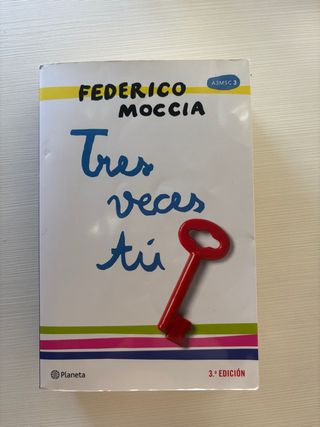 A3MSC 3
FEDERICO
MOCCIA
Tres
veces
tú
Planeta
3.ª EDICIÓN